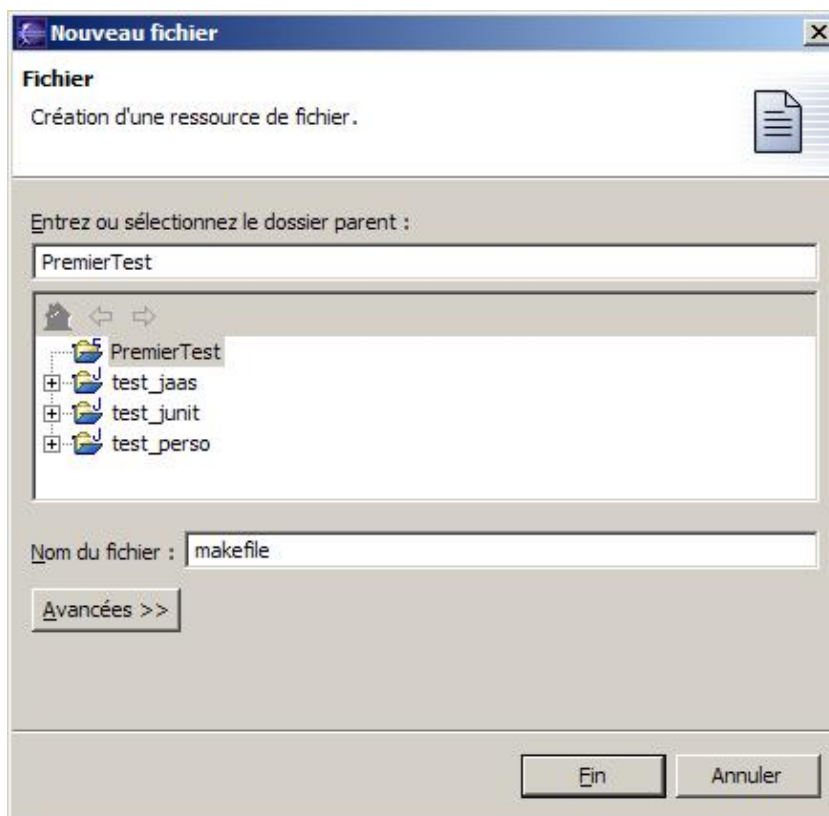 Nouveau fichier
Fichier
Création d'une ressource de fichier.
Entrez ou sélectionnez le dossier parent :
PremierTest
PremierTest
test_jaas
test_junit
test_perso
Nom du fichier : makefile
Avancées >>
Fin Annuler